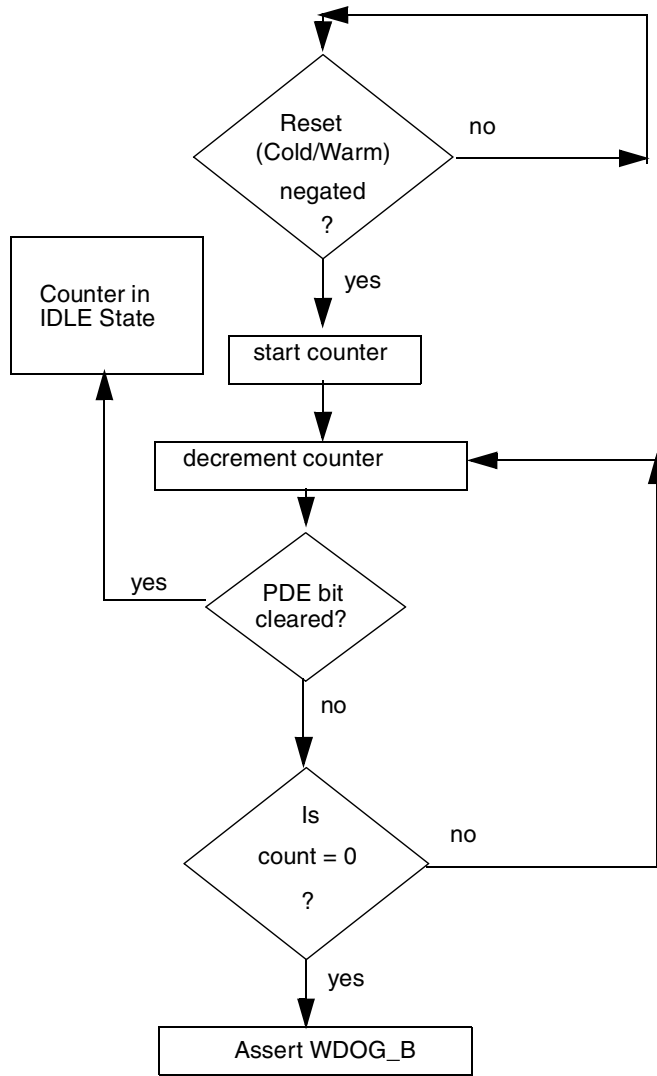 Reset
(Cold/Warm)
negated
?
no
yes
Counter in
IDLE State
start counter
decrement counter
yes
PDE bit
cleared?
no
Is
count = 0
?
no
yes
Assert WDOG_B